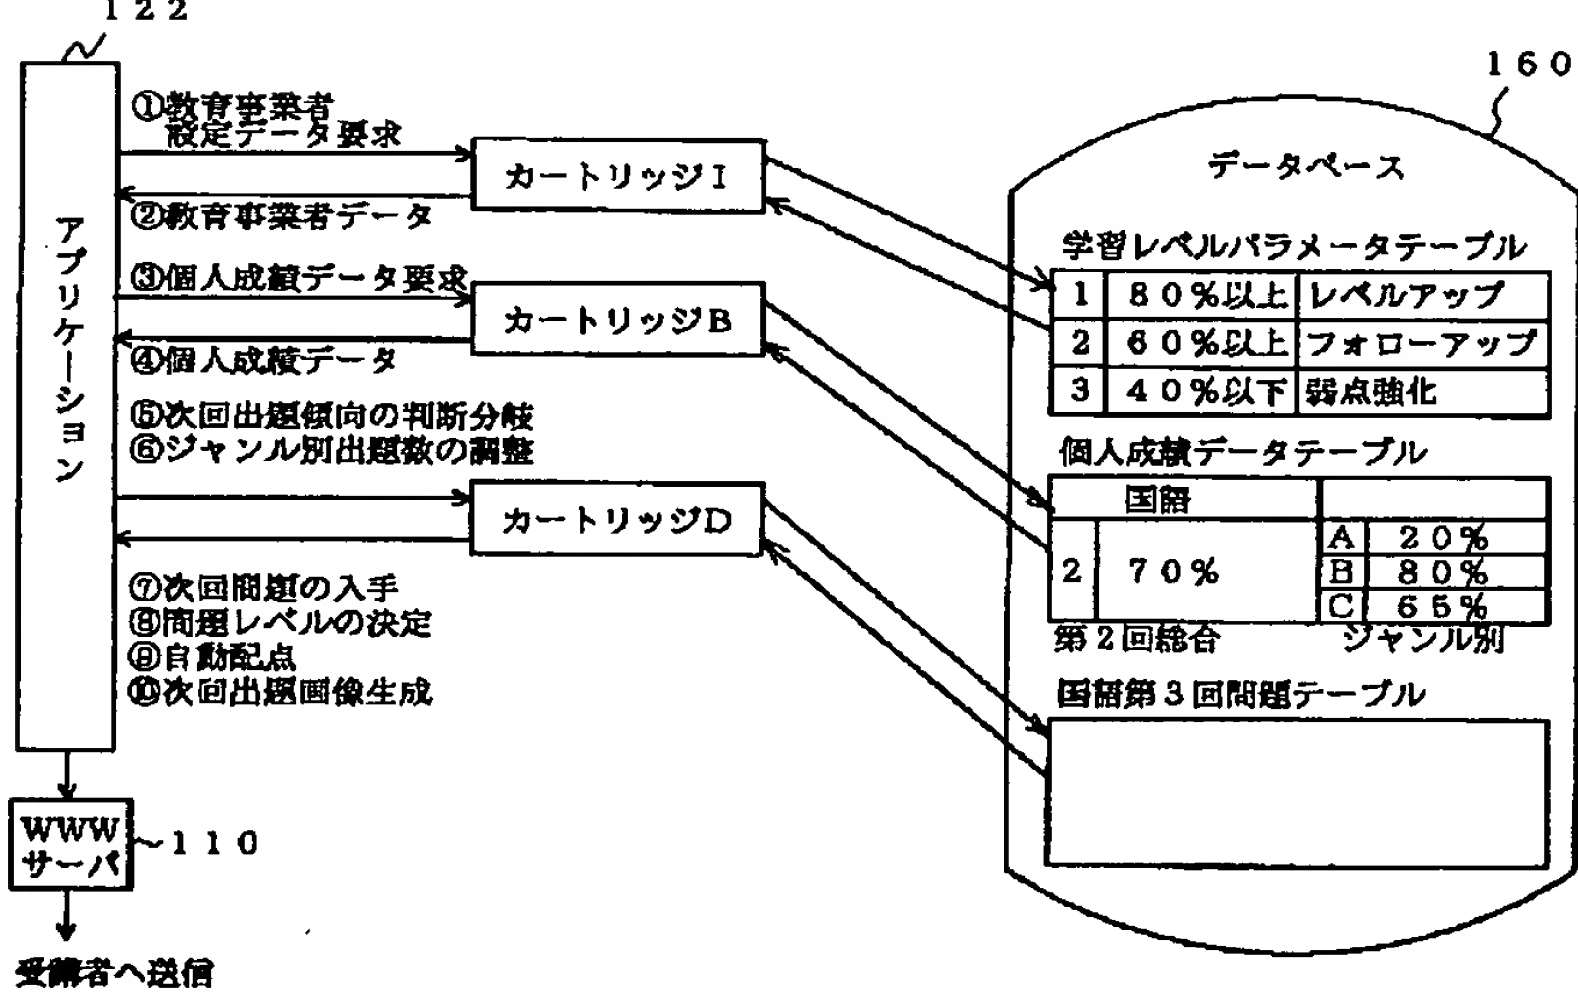 １２２
１６０
①教育事業者
設定データ要求
カートリッジＩ
②教育事業者データ
アプリケーション
③個人成績データ要求
カートリッジＢ
④個人成績データ
⑤次回出題傾向の判断分岐
⑥ジャンル別出題数の調整
カートリッジＤ
⑦次回問題の入手
⑧問題レベルの決定
⑨自動配点
⑩次回出題画像生成
WWW
サーバ
１１０
受講者へ送信
データベース
学習レベルパラメータテーブル
１ ８０％以上 レベルアップ
２ ６０％以上 フォローアップ
３ ４０％以下 弱点強化
個人成績データテーブル
国語
２ ７０％
A ２０％
B ８０％
C ６５％
第２回総合 ジャンル別
国語第３回問題テーブル